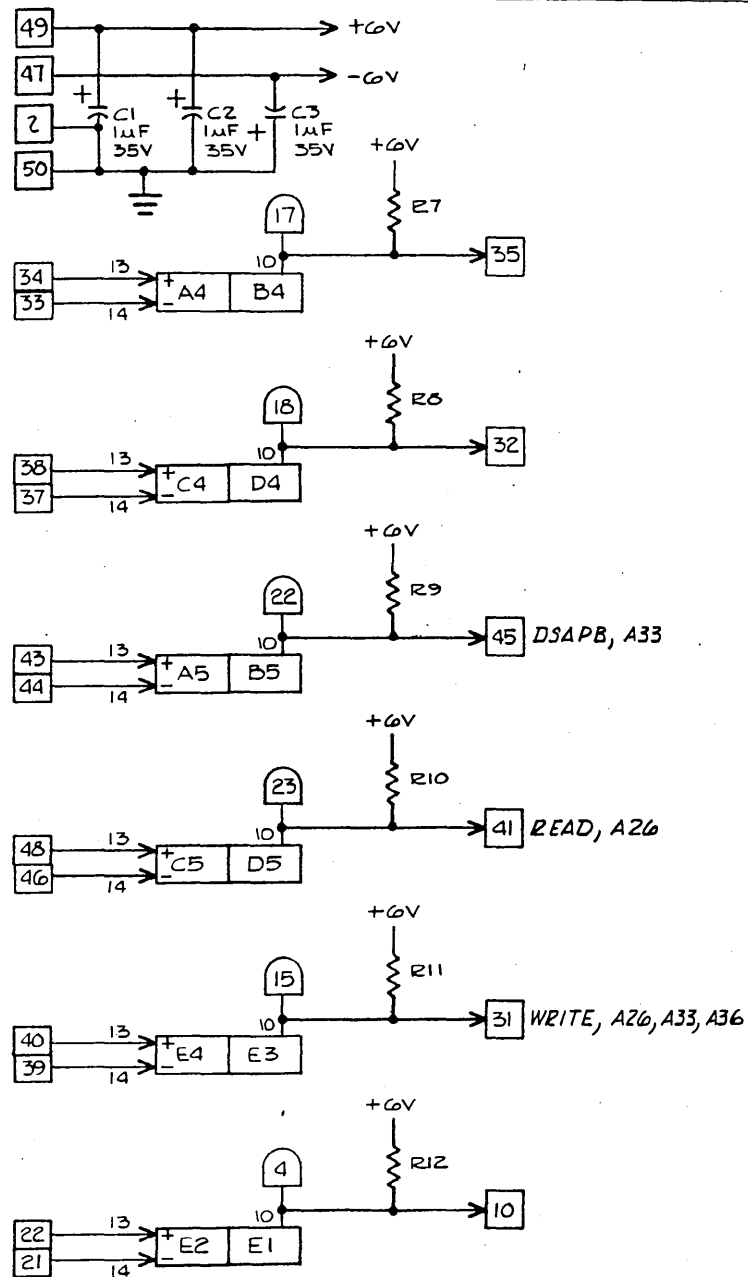 49 +6V
47 -6V
+ C1 1µF 35V
+ C2 1µF 35V
+ C3 1µF 35V
2
50
17 +6V R7
34 13 + A4 B4 10 35
33 14 -
18 +6V R8
38 13 + C4 D4 10 32
37 14 -
22 +6V R9
43 13 + A5 B5 10 45 DSAPB, A33
44 14 -
23 +6V R10
48 13 + C5 D5 10 41 READ, A26
46 14 -
15 +6V R11
40 13 + E4 E3 10 31 WRITE, A26, A33, A36
39 14 -
4 +6V R12
22 13 + E2 E1 10 10
21 14 -